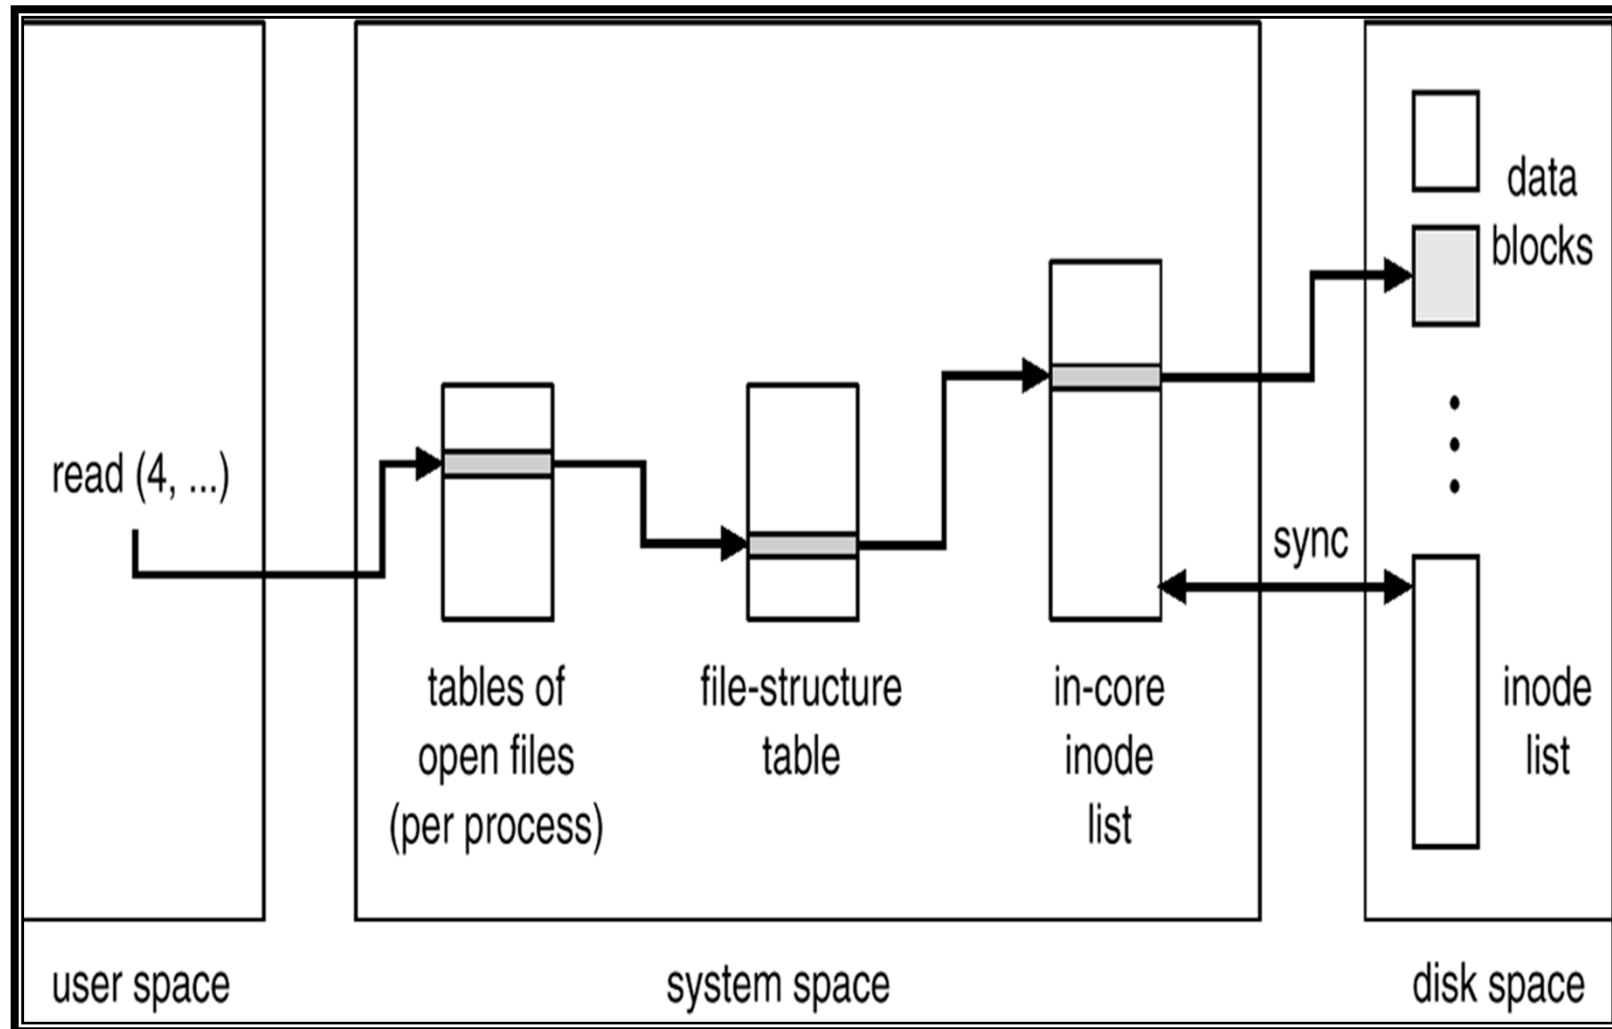 data
blocks
read (4, ...)
sync
tables of
open files
(per process)
file-structure
table
in-core
inode
list
inode
list
user space
system space
disk space